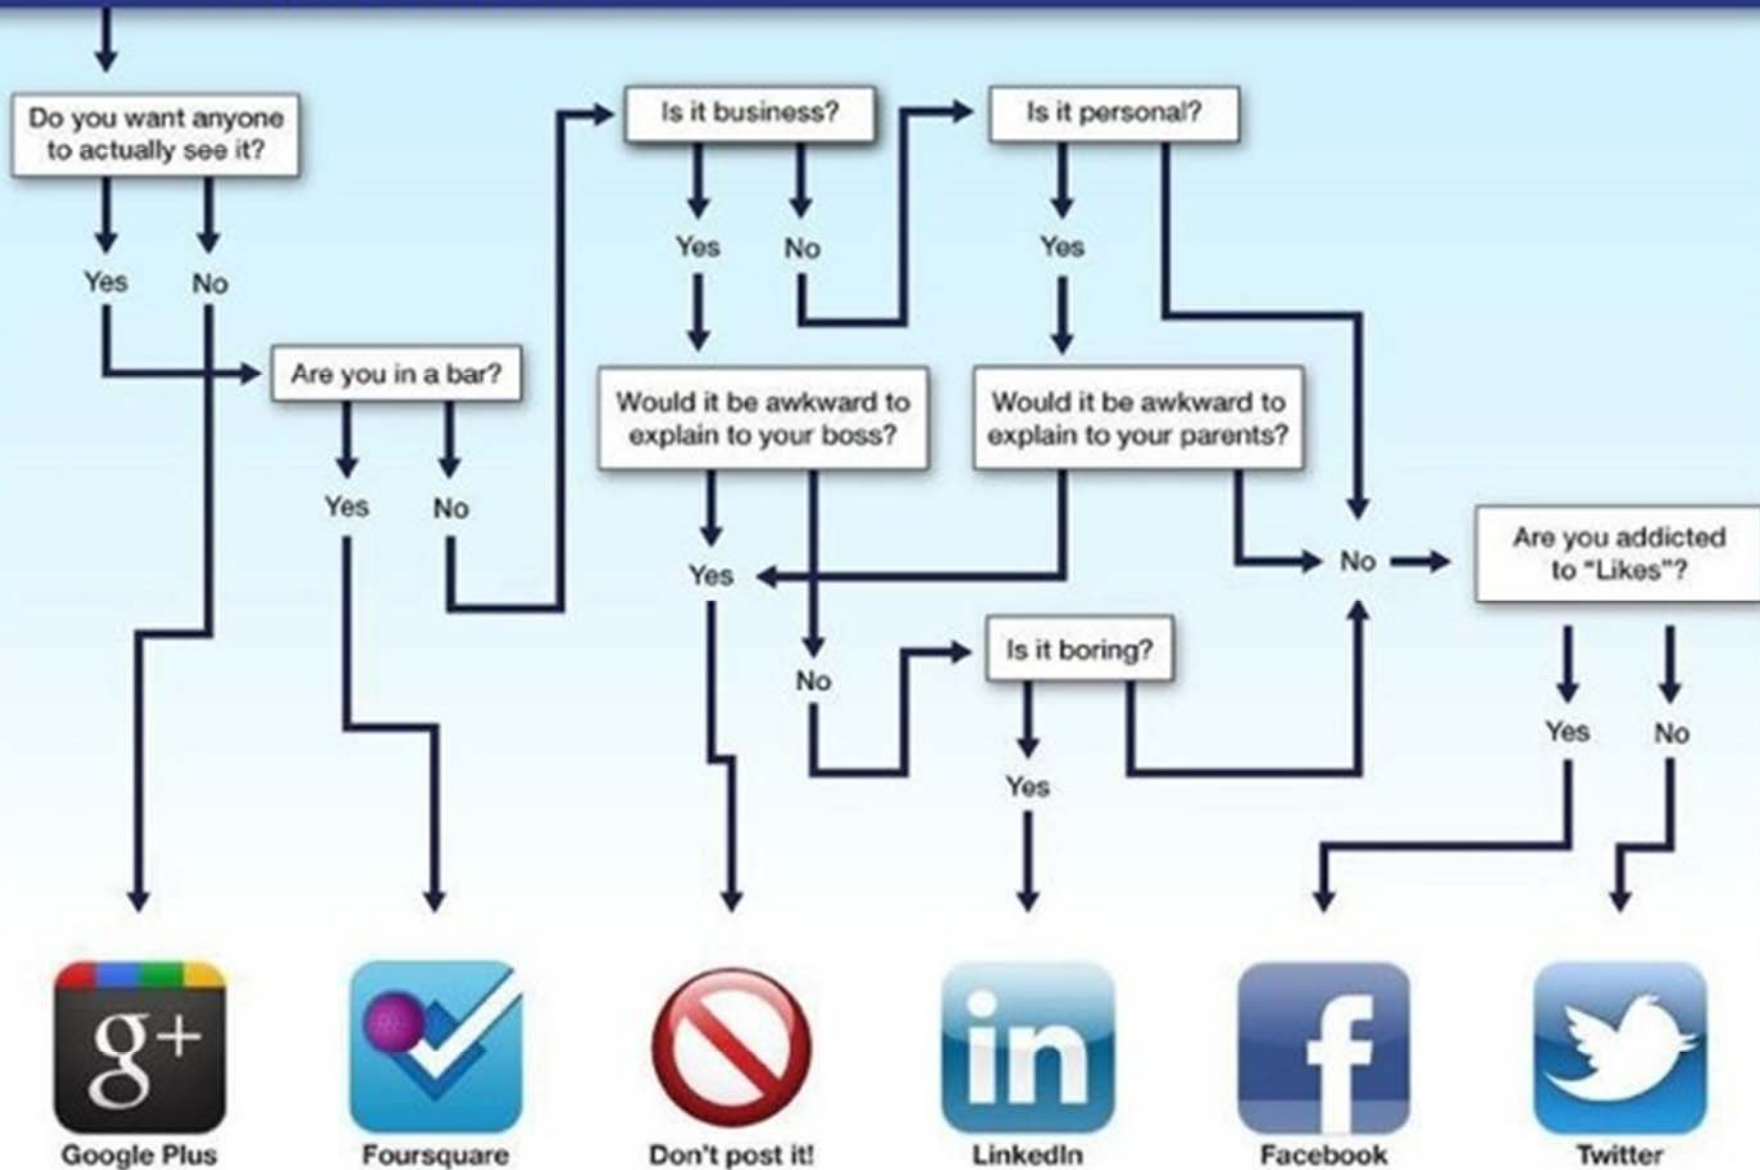 Do you want anyone
to actually see it?
Yes
No
Are you in a bar?
Yes
No
Is it business?
Yes
No
Is it personal?
Yes
Would it be awkward to
explain to your boss?
Would it be awkward to
explain to your parents?
Yes
No
No
Is it boring?
Yes
Are you addicted
to "Likes"?
Yes
No
g+
in
f
Google Plus
Foursquare
Don't post it!
LinkedIn
Facebook
Twitter